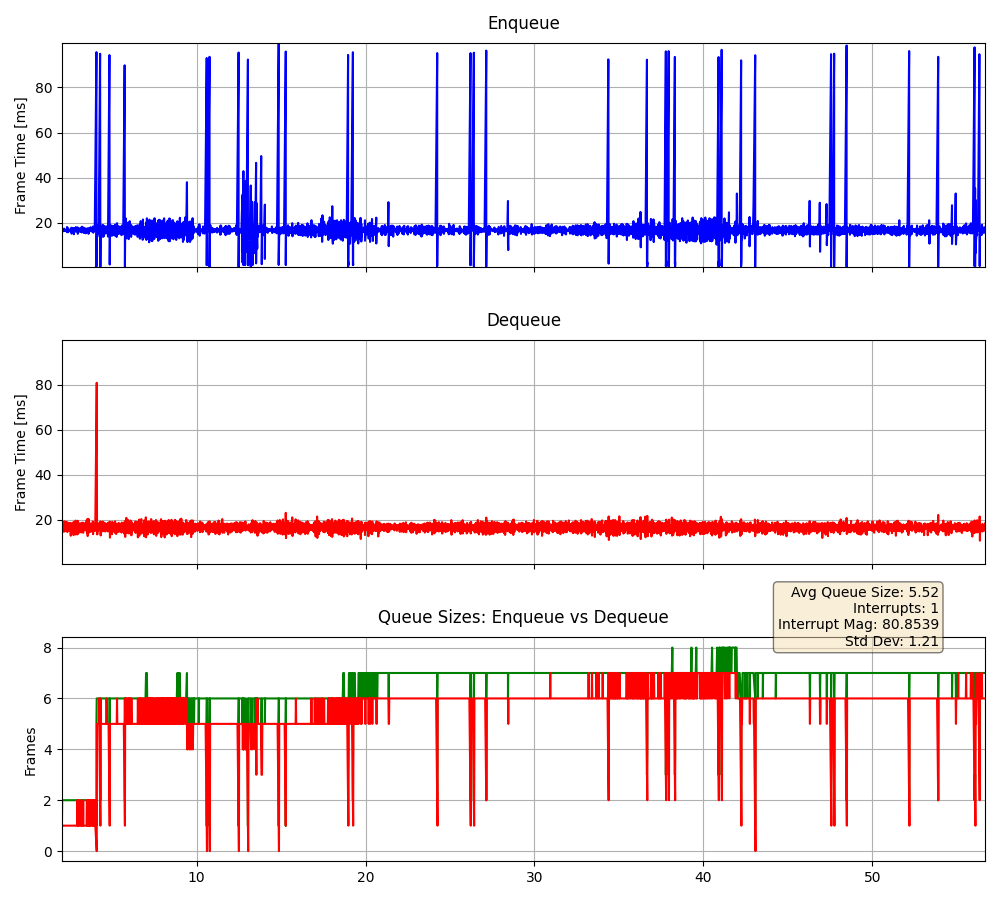 Enqueue
Frame Time [ms]
80
60
40
20
Dequeue
Frame Time [ms]
80
60
40
20
Avg Queue Size: 5.52
Interrupts: 1
Interrupt Mag: 80.8539
Std Dev: 1.21
Queue Sizes: Enqueue vs Dequeue
Frames
8
6
4
2
0
10 20 30 40 50